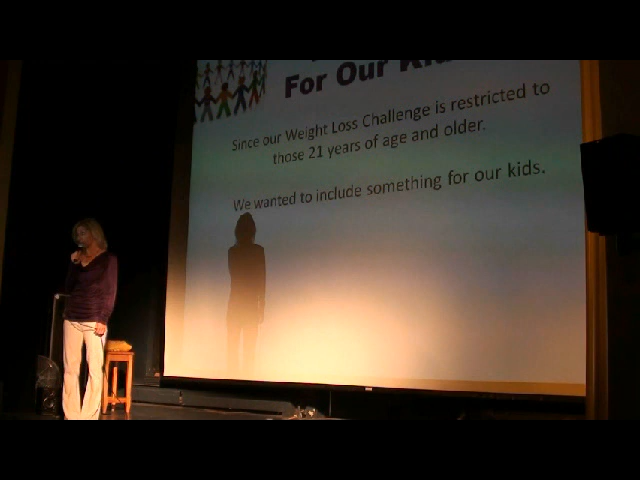 For Our
Since our Weight Loss Challenge is restricted to
those 21 years of age and older.
We wanted to include something for our kids.